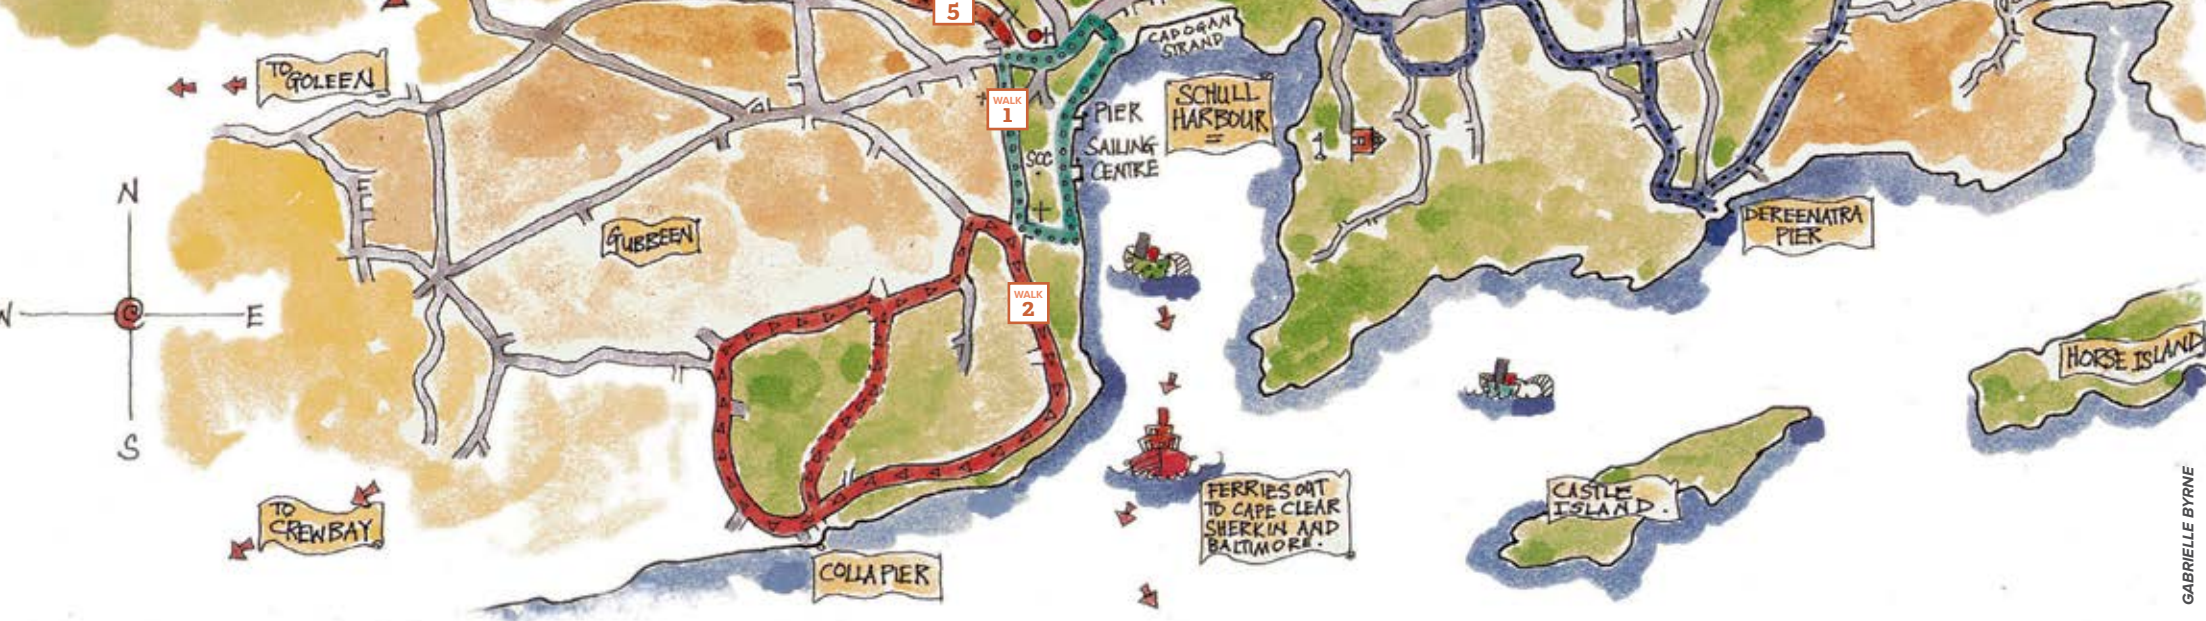 5
CADOGAN
STRAND
TO
GOLEEN
WALK
1
PIER
SCHULL
HARBOUR
SAILING
CENTRE
SCC
N
W
E
S
GUBBEEN
DEREENATRA
PIER
WALK
2
HORSE ISLAND
TO
CREWBAY
FERRIES OUT
TO CAPE CLEAR
SHERKIN AND
BALTIMORE.
CASTLE
ISLAND.
COLLA PIER
GABRIELLE BYRNE